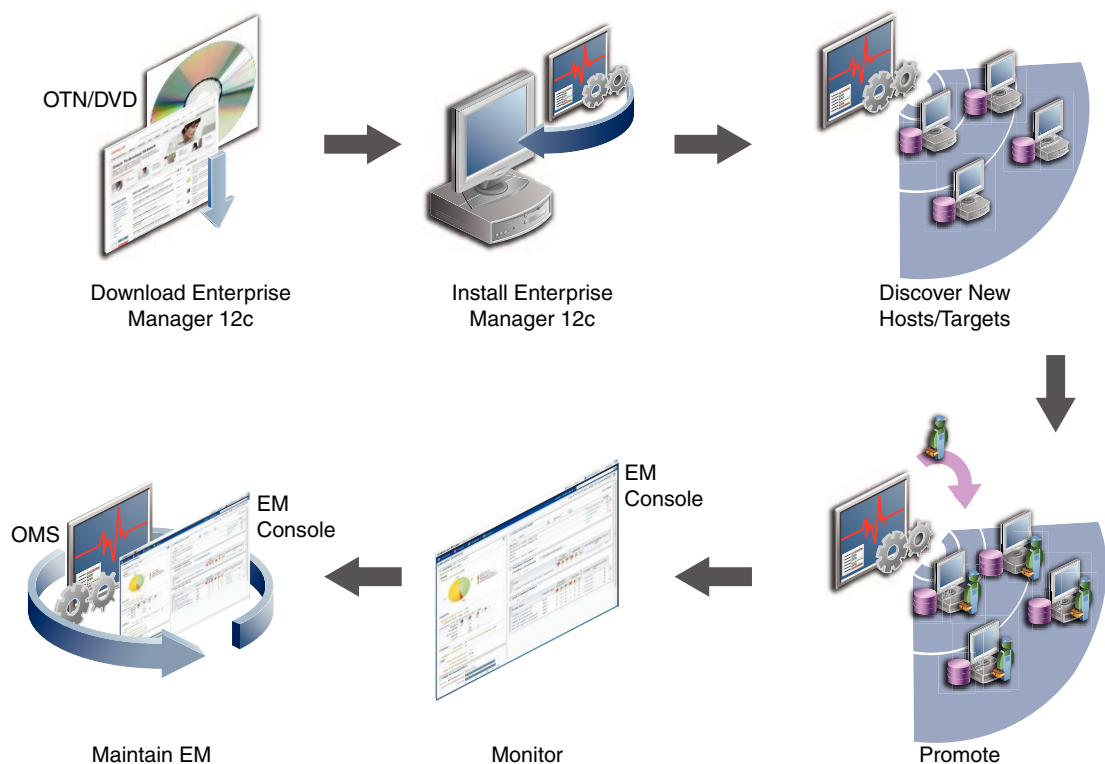 OTN/DVD
Download Enterprise
Manager 12c
Install Enterprise
Manager 12c
Discover New
Hosts/Targets
OMS
EM
Console
EM
Console
Maintain EM
Monitor
Promote